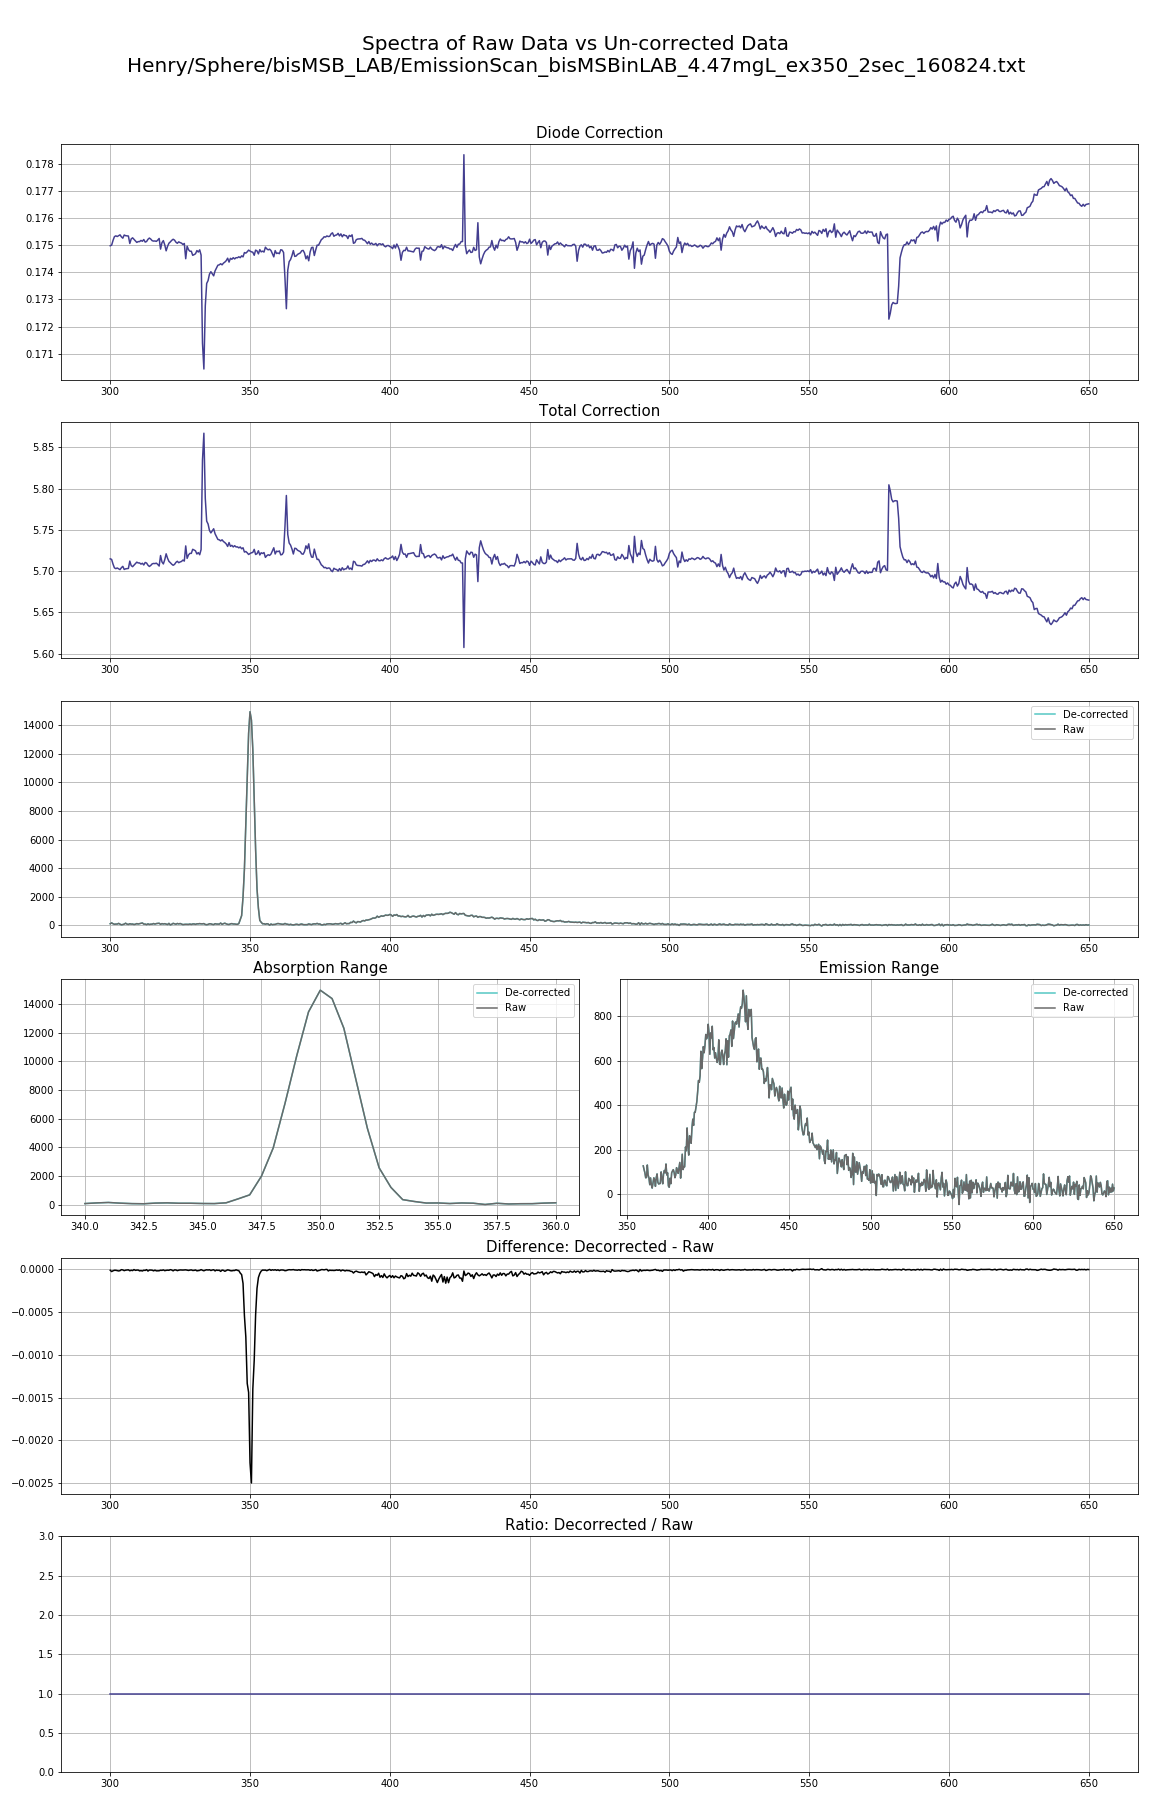 Spectra of Raw Data vs Un-corrected Data
Henry/Sphere/bisMSB_LAB/EmissionScan_bisMSBinLAB_4.47mgL_ex350_2sec_160824.txt
Diode Correction
0.178
0.177
0.176
0.175
0.174
0.173
0.172
0.171
300 350 400 450 500 550 600 650
Total Correction
5.85
5.80
5.75
5.70
5.65
5.60
300 350 400 450 500 550 600 650
De-corrected
Raw
14000
12000
10000
8000
6000
4000
2000
0
300 350 400 450 500 550 600 650
Absorption Range
De-corrected
Raw
14000
12000
10000
8000
6000
4000
2000
0
340.0 342.5 345.0 347.5 350.0 352.5 355.0 357.5 360.0
Emission Range
De-corrected
Raw
800
600
400
200
0
350 400 450 500 550 600 650
Difference: Decorrected - Raw
0.0000
−0.0005
−0.0010
−0.0015
−0.0020
−0.0025
300 350 400 450 500 550 600 650
Ratio: Decorrected / Raw
3.0
2.5
2.0
1.5
1.0
0.5
0.0
300 350 400 450 500 550 600 650